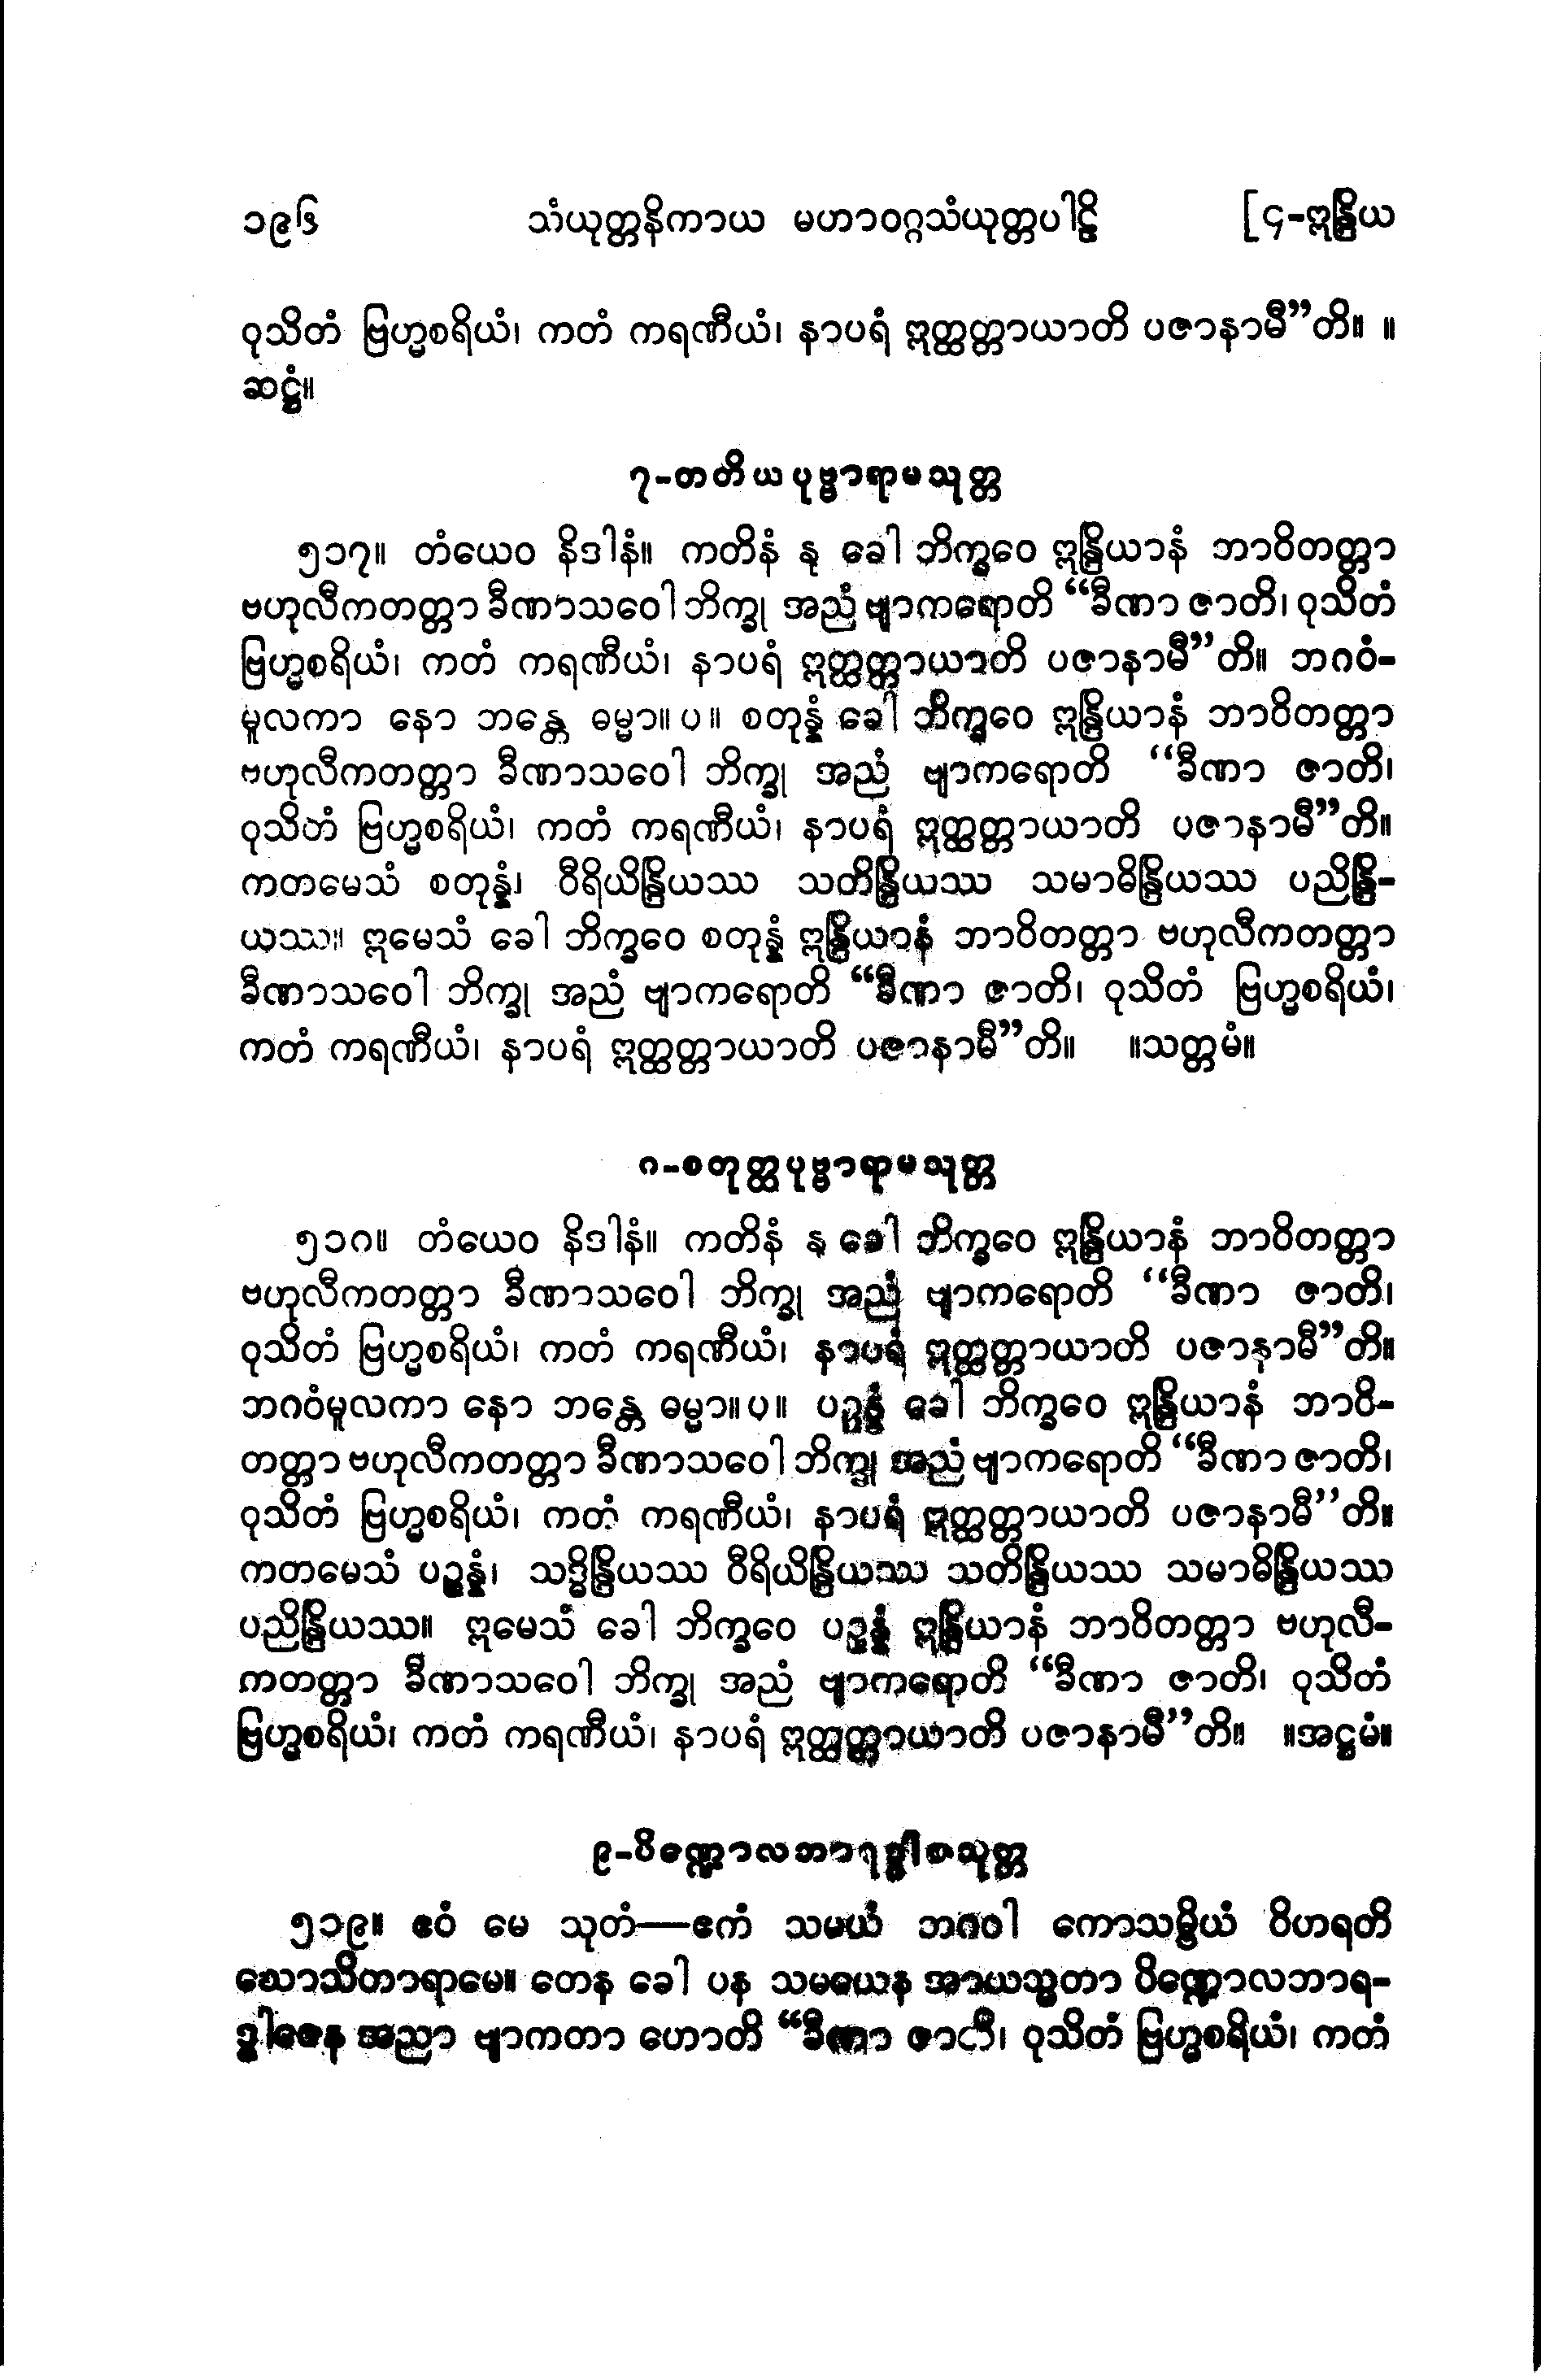 ၁၉၆ သံယုတ္တနိကာယ မဟာဝဂ္ဂသံယုတ္တပါဠိ [၄-ဣန္ဒြိယ
ဝုသိတံ ဗြဟ္မစရိယံ၊ ကတံ ကရဏီယံ၊ နာပရံ ဣတ္ထတ္တာယာတိ ပဇာနာမီ”တိ။ ။
ဆဋ္ဌံ။
၇-တတိယပုဗ္ဗာရာမသုတ္တ
၅၁၇။ တံယေဝ နိဒါနံ။ ကတိနံ နု ခေါ ဘိက္ခဝေ ဣန္ဒြိယာနံ ဘာဝိတတ္တာ
ဗဟုလီကတတ္တာ ခီဏာသဝေါ ဘိက္ခု အညံ ဗျာကရောတိ “ခီဏာ ဇာတိ၊ ဝုသိတံ
ဗြဟ္မစရိယံ၊ ကတံ ကရဏီယံ၊ နာပရံ ဣတ္ထတ္တာယာတိ ပဇာနာမီ”တိ။ ဘဂဝံ-
မူလကာ နော ဘန္တေ ဓမ္မာ။ပ။ စတုန္နံ ခေါ ဘိက္ခဝေ ဣန္ဒြိယာနံ ဘာဝိတတ္တာ
ဗဟုလီကတတ္တာ ခီဏာသဝေါ ဘိက္ခု အညံ ဗျာကရောတိ “ခီဏာ ဇာတိ၊
ဝုသိတံ ဗြဟ္မစရိယံ၊ ကတံ ကရဏီယံ၊ နာပရံ ဣတ္ထတ္တာယာတိ ပဇာနာမီ”တိ။
ကတမေသံ စတုန္နံ၊ ဝီရိယိန္ဒြိယဿ သတိန္ဒြိယဿ သမာဓိန္ဒြိယဿ ပညိန္ဒြိ-
ယဿ။ ဣမေသံ ခေါ ဘိက္ခဝေ စတုန္နံ ဣန္ဒြိယာနံ ဘာဝိတတ္တာ ဗဟုလီကတတ္တာ
ခီဏာသဝေါ ဘိက္ခု အညံ ဗျာကရောတိ “ခီဏာ ဇာတိ၊ ဝုသိတံ ဗြဟ္မစရိယံ၊
ကတံ ကရဏီယံ၊ နာပရံ ဣတ္ထတ္တာယာတိ ပဇာနာမီ”တိ။ ။သတ္တမံ။
၈-စတုတ္ထပုဗ္ဗာရာမသုတ္တ
၅၁၈။ တံယေဝ နိဒါနံ။ ကတိနံ နု ခေါ ဘိက္ခဝေ ဣန္ဒြိယာနံ ဘာဝိတတ္တာ
ဗဟုလီကတတ္တာ ခီဏာသဝေါ ဘိက္ခု အညံ ဗျာကရောတိ “ခီဏာ ဇာတိ၊
ဝုသိတံ ဗြဟ္မစရိယံ၊ ကတံ ကရဏီယံ၊ နာပရံ ဣတ္ထတ္တာယာတိ ပဇာနာမီ”တိ။
ဘဂဝံမူလကာ နော ဘန္တေ ဓမ္မာ။ပ။ ပဉ္စန္နံ ခေါ ဘိက္ခဝေ ဣန္ဒြိယာနံ ဘာဝိ-
တတ္တာ ဗဟုလီကတတ္တာ ခီဏာသဝေါ ဘိက္ခု အညံ ဗျာကရောတိ “ခီဏာ ဇာတိ၊
ဝုသိတံ ဗြဟ္မစရိယံ၊ ကတံ ကရဏီယံ၊ နာပရံ ဣတ္ထတ္တာယာတိ ပဇာနာမီ”တိ။
ကတမေသံ ပဉ္စန္နံ၊ သဒ္ဓိန္ဒြိယဿ ဝီရိယိန္ဒြိယဿ သတိန္ဒြိယဿ သမာဓိန္ဒြိယဿ
ပညိန္ဒြိယဿ။ ဣမေသံ ခေါ ဘိက္ခဝေ ပဉ္စန္နံ ဣန္ဒြိယာနံ ဘာဝိတတ္တာ ဗဟုလီ-
ကတတ္တာ ခီဏာသဝေါ ဘိက္ခု အညံ ဗျာကရောတိ “ခီဏာ ဇာတိ၊ ဝုသိတံ
ဗြဟ္မစရိယံ၊ ကတံ ကရဏီယံ၊ နာပရံ ဣတ္ထတ္တာယာတိ ပဇာနာမီ”တိ။ ။အဋ္ဌမံ။
၉-ပိဏ္ဍောလဘာရဒ္ဓါဇသုတ္တ
၅၁၉။ ဧဝံ မေ သုတံ—ဧကံ သမယံ ဘဂဝါ ကောသမ္ဗိယံ ဝိဟရတိ
ဃောသိတာရာမေ။ တေန ခေါ ပန သမယေန အာယသ္မတာ ပိဏ္ဍောလဘာရ-
ဒ္ဓါဇေန အညာ ဗျာကတာ ဟောတိ “ခီဏာ ဇာတိ၊ ဝုသိတံ ဗြဟ္မစရိယံ၊ ကတံ